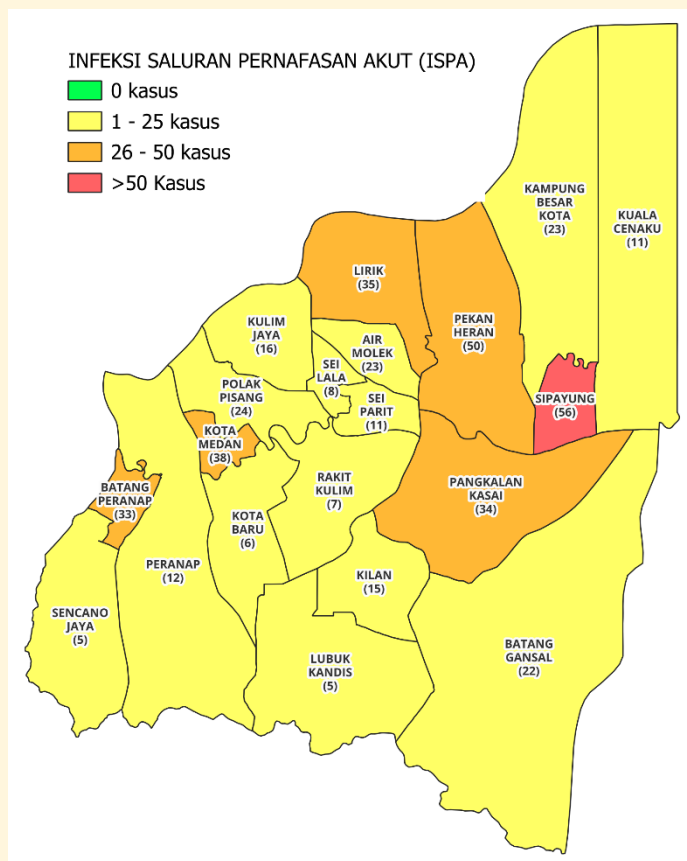 INFEKSI SALURAN PERNAFASAN AKUT (ISPA)
0 kasus
1 - 25 kasus
26 - 50 kasus
>50 Kasus
KAMPUNG
BESAR
KOTA
(23)
KUALA
CENAKU
(11)
LIRIK
(35)
PEKAN
HERAN
(50)
KULIM
JAYA
(16)
AIR
MOLEK
(23)
SEI
LALA
(8)
POLAK
PISANG
(24)
SEI
PARIT
(11)
SIPAYUNG
(56)
KOTA
MEDAN
(38)
BATANG
PERANAP
(33)
RAKIT
KULIM
(7)
PANGKALAN
KASAI
(34)
KOTA
BARU
(6)
PERANAP
(12)
KILAN
(15)
SENCANO
JAYA
(5)
LUBUK
KANDIS
(5)
BATANG
GANSAL
(22)